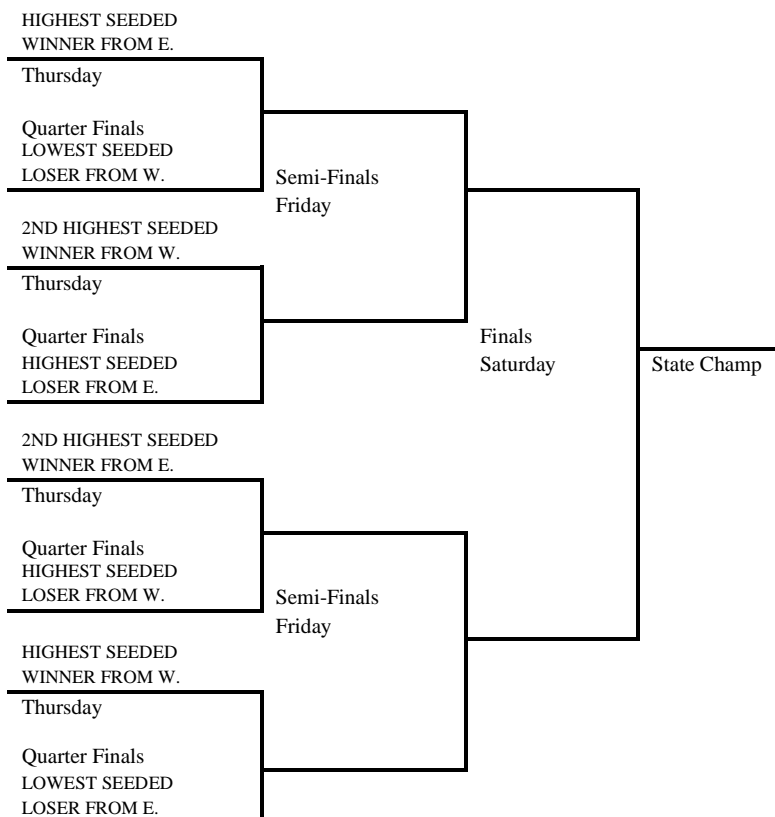 HIGHEST SEEDED
WINNER FROM E.
Thursday
Quarter Finals
LOWEST SEEDED
LOSER FROM W.
Semi-Finals
Friday
2ND HIGHEST SEEDED
WINNER FROM W.
Thursday
Quarter Finals
HIGHEST SEEDED
LOSER FROM E.
Finals
Saturday
State Champ
2ND HIGHEST SEEDED
WINNER FROM E.
Thursday
Quarter Finals
HIGHEST SEEDED
LOSER FROM W.
Semi-Finals
Friday
HIGHEST SEEDED
WINNER FROM W.
Thursday
Quarter Finals
LOWEST SEEDED
LOSER FROM E.